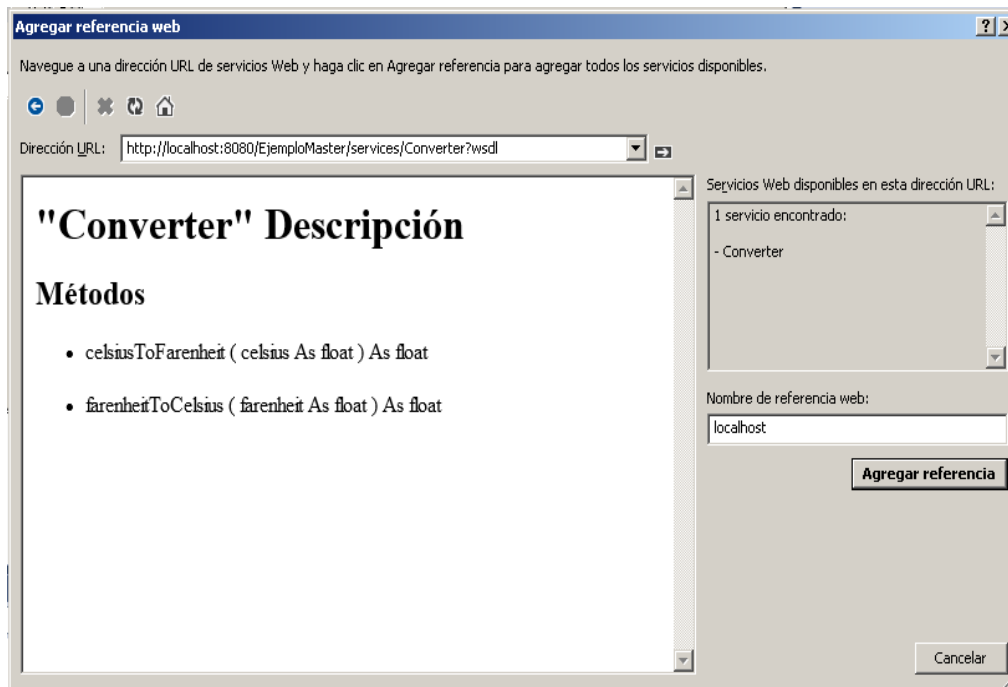 Agregar referencia web
Navegue a una dirección URL de servicios Web y haga clic en Agregar referencia para agregar todos los servicios disponibles.
Dirección URL: http://localhost:8080/EjemploMaster/services/Converter?wsdl
"Converter" Descripción
Métodos
• celsiusToFarenheit ( celsius As float ) As float
• farenheitToCelsius ( farenheit As float ) As float
Servicios Web disponibles en esta dirección URL:
1 servicio encontrado:
- Converter
Nombre de referencia web:
localhost
Agregar referencia
Cancelar